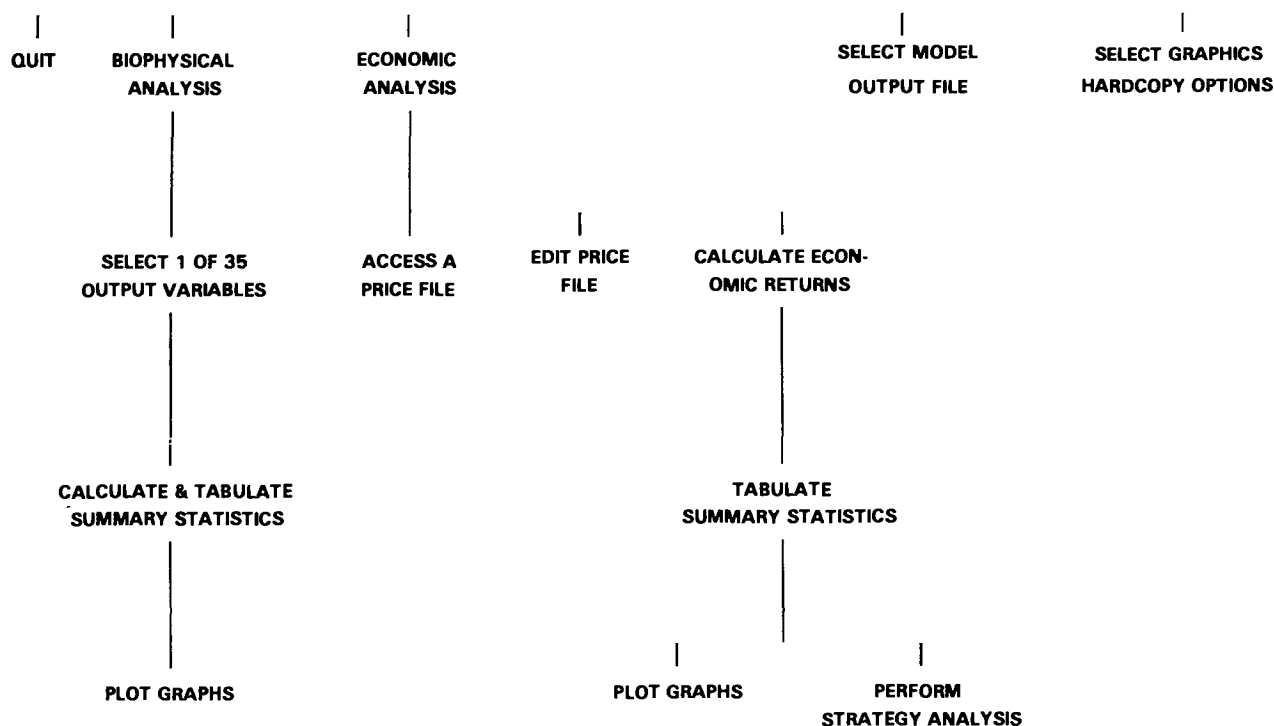 QUIT
BIOPHYSICAL
ANALYSIS
ECONOMIC
ANALYSIS
SELECT MODEL
OUTPUT FILE
SELECT GRAPHICS
HARDCOPY OPTIONS
SELECT 1 OF 35
OUTPUT VARIABLES
ACCESS A
PRICE FILE
EDIT PRICE
FILE
CALCULATE ECON-
OMIC RETURNS
CALCULATE & TABULATE
SUMMARY STATISTICS
TABULATE
SUMMARY STATISTICS
PLOT GRAPHS
PLOT GRAPHS
PERFORM
STRATEGY ANALYSIS